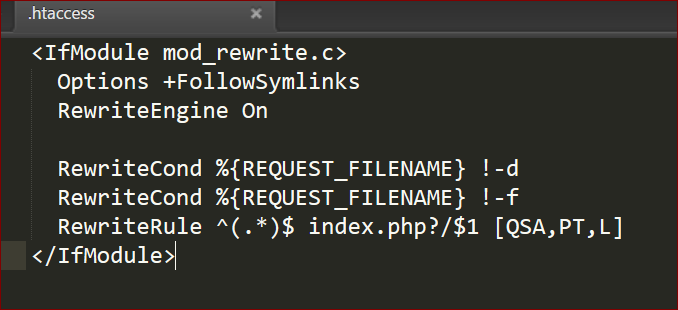 .htaccess ×
<IfModule mod_rewrite.c>
Options +FollowSymlinks
RewriteEngine On
RewriteCond %{REQUEST_FILENAME} !-d
RewriteCond %{REQUEST_FILENAME} !-f
RewriteRule ^(.*)$ index.php?/$1 [QSA,PT,L]
</IfModule>